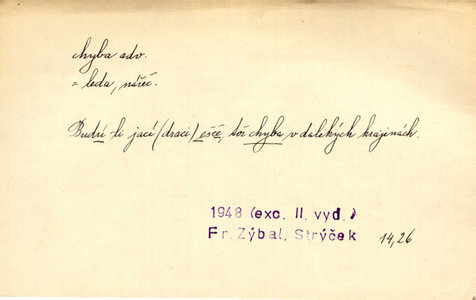 chyba adv.
= leda, nářeč.
Budú-li jací (draci) ešče, tož chyba v dalekých krajinách.
1948 (exc. II. vyd.)
Fr. Zýbal, Strýček 14,26